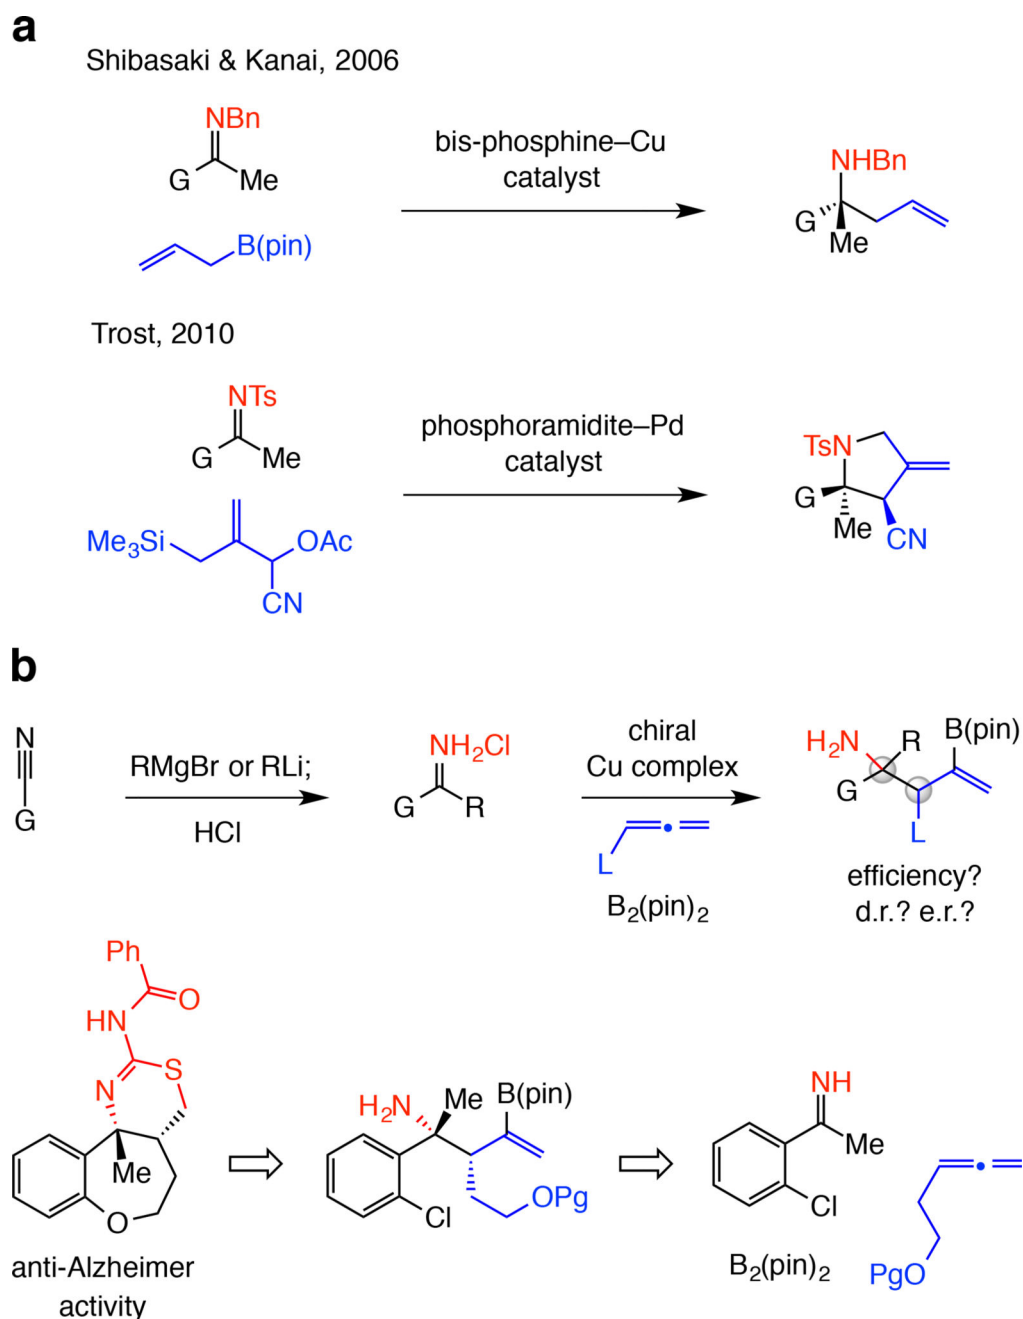 a
Shibasaki & Kanai, 2006
NBn
G
Me
B(pin)
bis-phosphine–Cu
catalyst
NHBn
G
Me
Trost, 2010
NTs
G
Me
Me3Si
OAc
CN
phosphoramidite–Pd
catalyst
TsN
G
Me
CN
b
N
G
RMgBr or RLi;
HCl
NH2Cl
G
R
chiral
Cu complex
L
B2(pin)2
H2N
R
B(pin)
G
L
efficiency?
d.r.? e.r.?
Ph
O
HN
N
S
Me
O
anti-Alzheimer
activity
H2N
Me
B(pin)
Cl
OPg
NH
Me
Cl
B2(pin)2
PgO